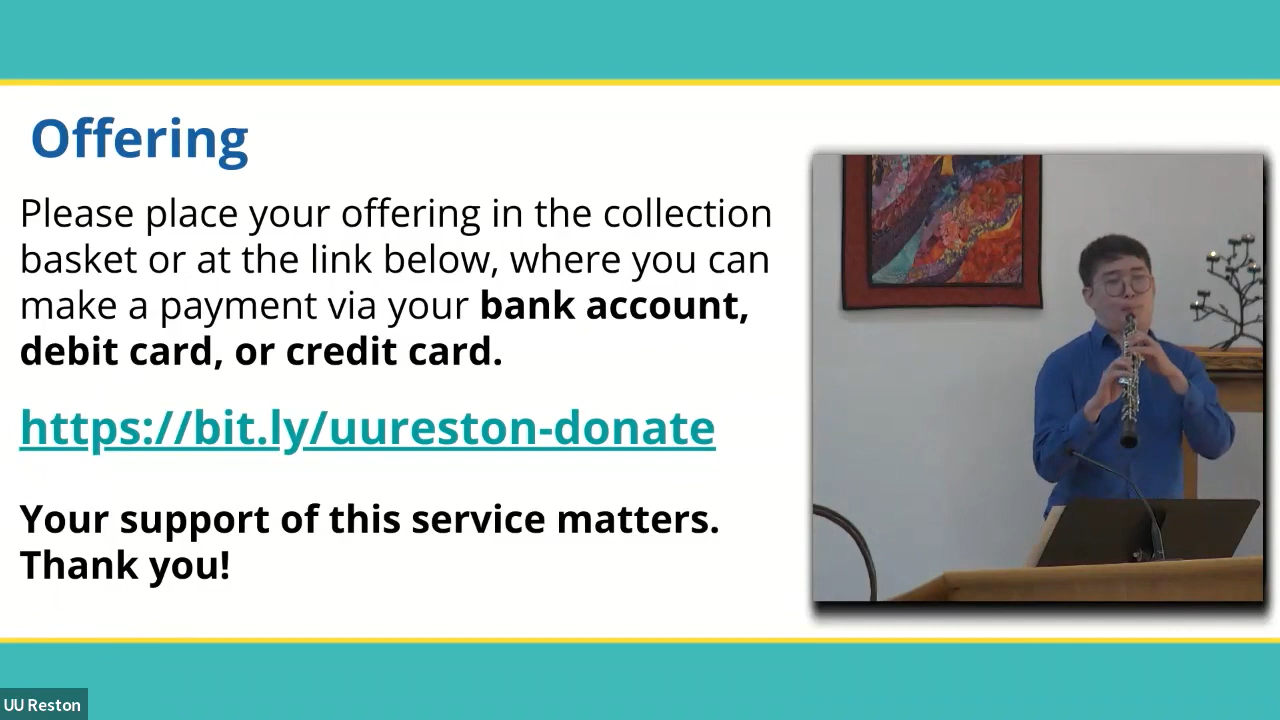 Offering
Please place your offering in the collection
basket or at the link below, where you can
make a payment via your bank account,
debit card, or credit card.
https://bit.ly/uureston-donate
Your support of this service matters.
Thank you!
UU Reston